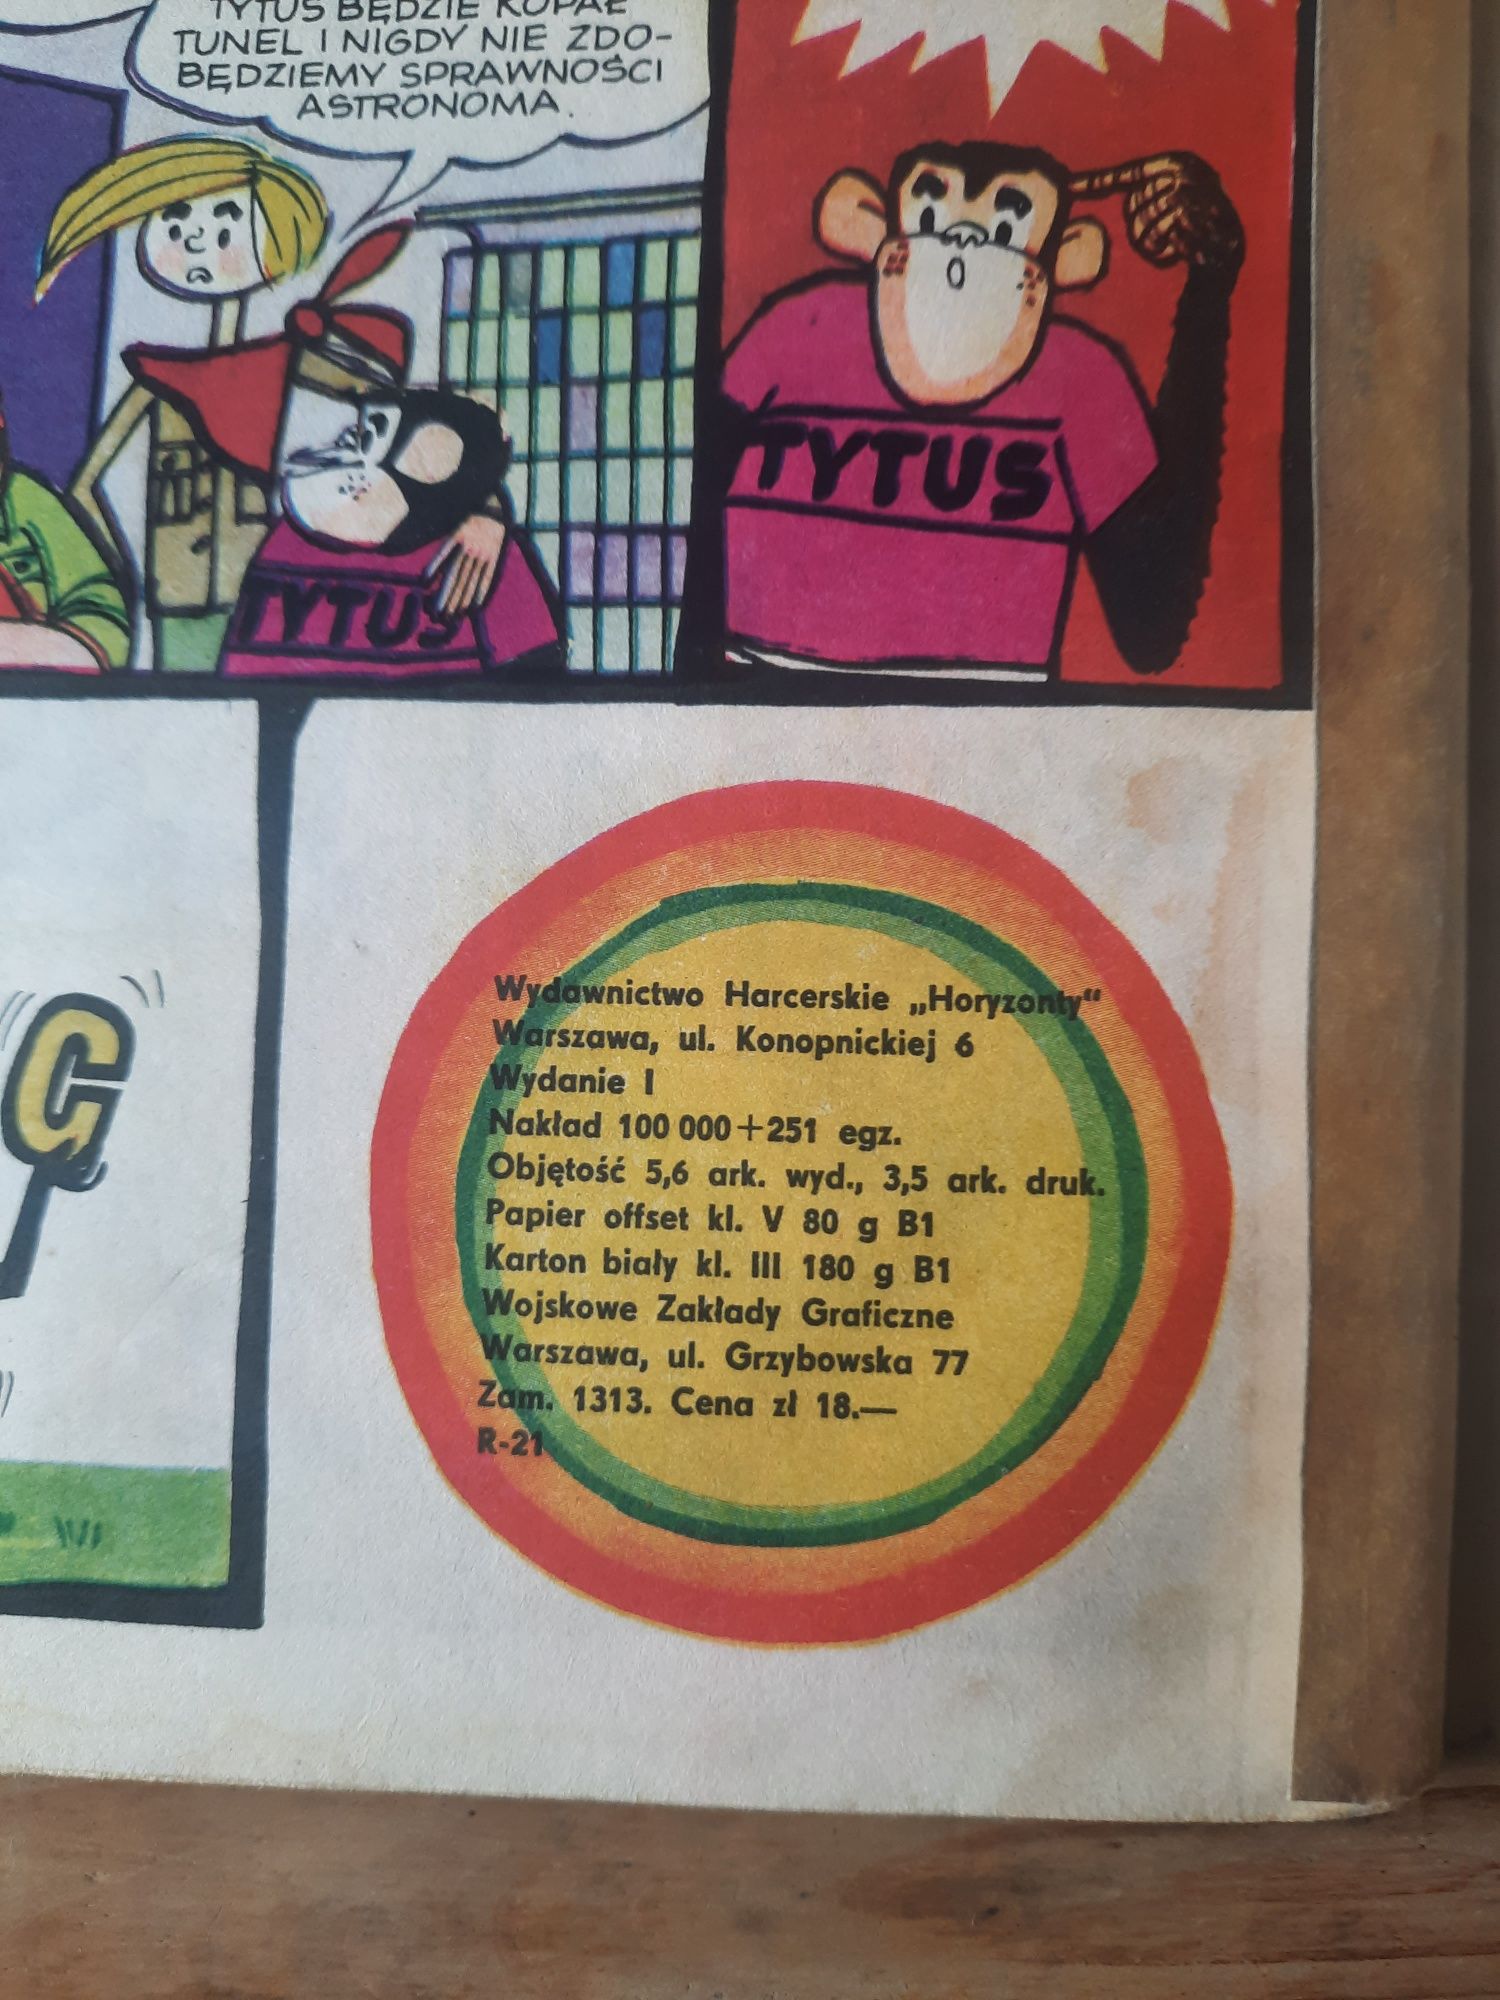 TYTUS BĘDZIE KOPAŁ
TUNEL I NIGDY NIE ZDO-
BĘDZIEMY SPRAWNOŚCI
ASTRONOMA.
TYTUS
TYTUS
G
Wydawnictwo Harcerskie „Horyzonty“
Warszawa, ul. Konopnickiej 6
Wydanie I
Nakład 100 000+251 egz.
Objętość 5,6 ark. wyd., 3,5 ark. druk.
Papier offset kl. V 80 g B1
Karton biały kl. III 180 g B1
Wojskowe Zakłady Graficzne
Warszawa, ul. Grzybowska 77
Zam. 1313. Cena zł 18.—
R-21